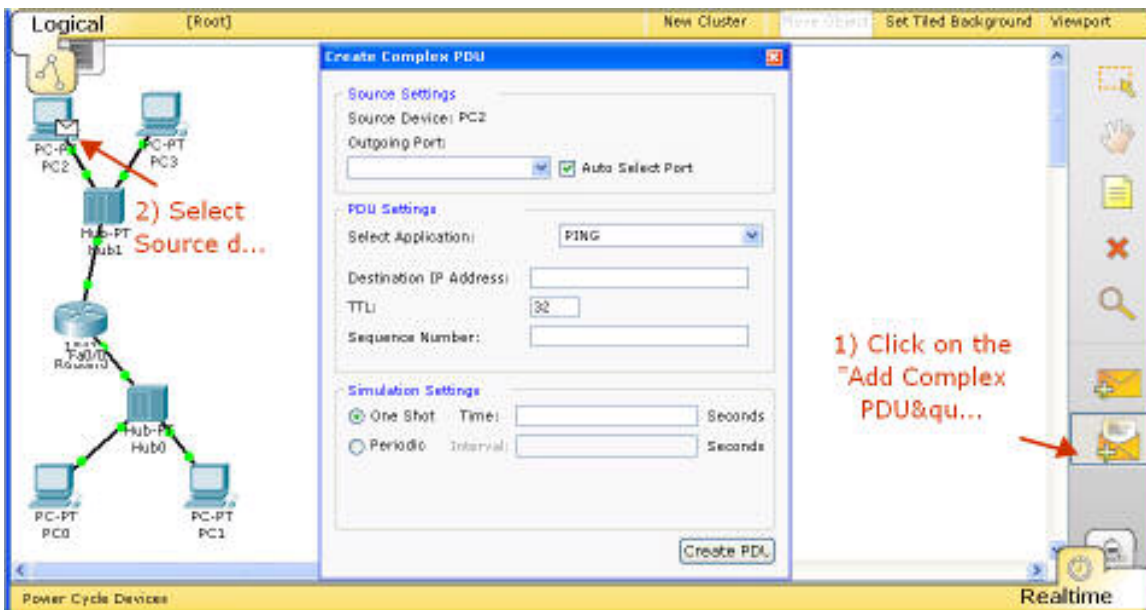 Logical
[Root]
New Cluster
Move Object
Set Tiled Background
Viewport
Create Complex PDU
Source Settings
Source Device: PC2
Outgoing Port:
Auto Select Port
PDU Settings
Select Application:
PING
Destination IP Address:
TTL:
32
Sequence Number:
Simulation Settings
One Shot
Time:
Seconds
Periodic
Interval:
Seconds
Create PDU
PC2
PC-PT
PC3
2) Select
Source d...
Hub-PT
Hub1
Fa0/0
Hub-PT
Hub0
PC-PT
PC0
PC-PT
PC1
1) Click on the
"Add Complex
PDU&qu...
Power Cycle Devices
Realtime